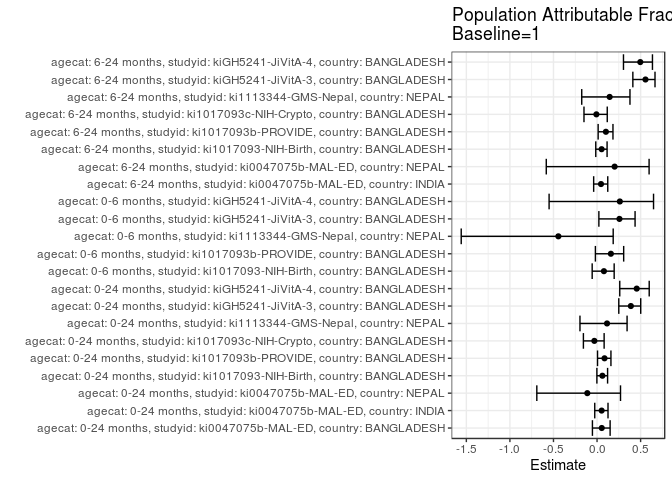 Population Attributable Frac
Baseline=1
agecat: 6-24 months, studyid: kiGH5241-JiVitA-4, country: BANGLADESH
agecat: 6-24 months, studyid: kiGH5241-JiVitA-3, country: BANGLADESH
agecat: 6-24 months, studyid: ki1113344-GMS-Nepal, country: NEPAL
agecat: 6-24 months, studyid: ki1017093c-NIH-Crypto, country: BANGLADESH
agecat: 6-24 months, studyid: ki1017093b-PROVIDE, country: BANGLADESH
agecat: 6-24 months, studyid: ki1017093-NIH-Birth, country: BANGLADESH
agecat: 6-24 months, studyid: ki0047075b-MAL-ED, country: NEPAL
agecat: 6-24 months, studyid: ki0047075b-MAL-ED, country: INDIA
agecat: 0-6 months, studyid: kiGH5241-JiVitA-4, country: BANGLADESH
agecat: 0-6 months, studyid: kiGH5241-JiVitA-3, country: BANGLADESH
agecat: 0-6 months, studyid: ki1113344-GMS-Nepal, country: NEPAL
agecat: 0-6 months, studyid: ki1017093b-PROVIDE, country: BANGLADESH
agecat: 0-6 months, studyid: ki1017093-NIH-Birth, country: BANGLADESH
agecat: 0-24 months, studyid: kiGH5241-JiVitA-4, country: BANGLADESH
agecat: 0-24 months, studyid: kiGH5241-JiVitA-3, country: BANGLADESH
agecat: 0-24 months, studyid: ki1113344-GMS-Nepal, country: NEPAL
agecat: 0-24 months, studyid: ki1017093c-NIH-Crypto, country: BANGLADESH
agecat: 0-24 months, studyid: ki1017093b-PROVIDE, country: BANGLADESH
agecat: 0-24 months, studyid: ki1017093-NIH-Birth, country: BANGLADESH
agecat: 0-24 months, studyid: ki0047075b-MAL-ED, country: NEPAL
agecat: 0-24 months, studyid: ki0047075b-MAL-ED, country: INDIA
agecat: 0-24 months, studyid: ki0047075b-MAL-ED, country: BANGLADESH
-1.5 -1.0 -0.5 0.0 0.5
Estimate